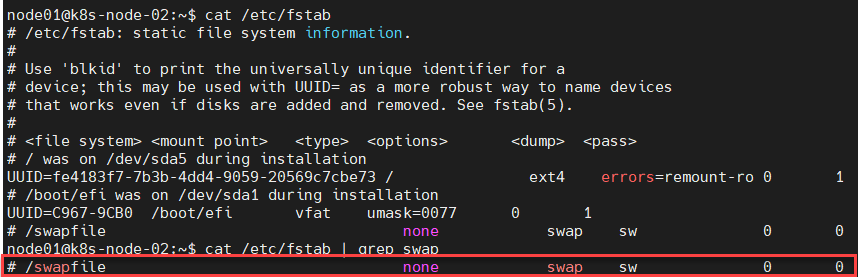 node01@k8s-node-02:~$ cat /etc/fstab
# /etc/fstab: static file system information.
#
# Use 'blkid' to print the universally unique identifier for a
# device; this may be used with UUID= as a more robust way to name devices
# that works even if disks are added and removed. See fstab(5).
#
# <file system> <mount point>   <type>  <options>       <dump>  <pass>
# / was on /dev/sda5 during installation
UUID=fe4183f7-7b3b-4dd4-9059-20569c7cbe73 /               ext4    errors=remount-ro 0       1
# /boot/efi was on /dev/sda1 during installation
UUID=C967-9CB0  /boot/efi       vfat    umask=0077      0       1
# /swapfile                                 none            swap    sw              0       0
node01@k8s-node-02:~$ cat /etc/fstab | grep swap
# /swapfile                                 none            swap    sw              0       0